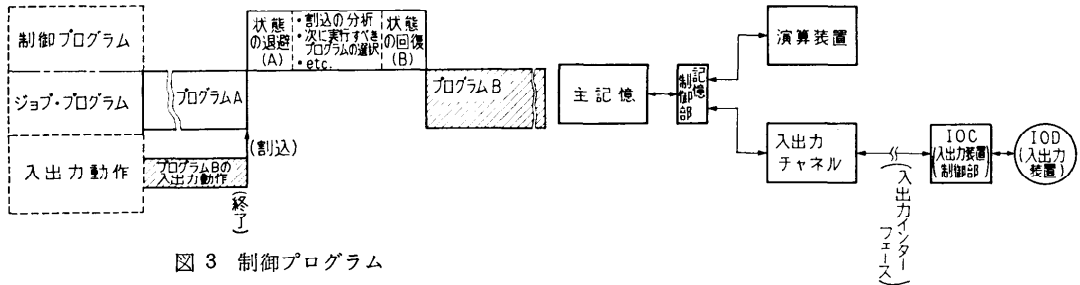 制御プログラム
状態
の退避
(A)
・割込の分析
・次に実行すべき
プログラムの選択
・etc.
状態
の回復
(B)
ジョブ・プログラム
プログラムA
プログラムB
入出力動作
プログラムBの
入出力動作
(割込)
(終了)
図 3 制御プログラム
主記憶
記憶
制御部
演算装置
入出力
チャネル
(入出力インター
フェース)
IOC
(入出力装置
制御部)
IOD
(入出力
装置)